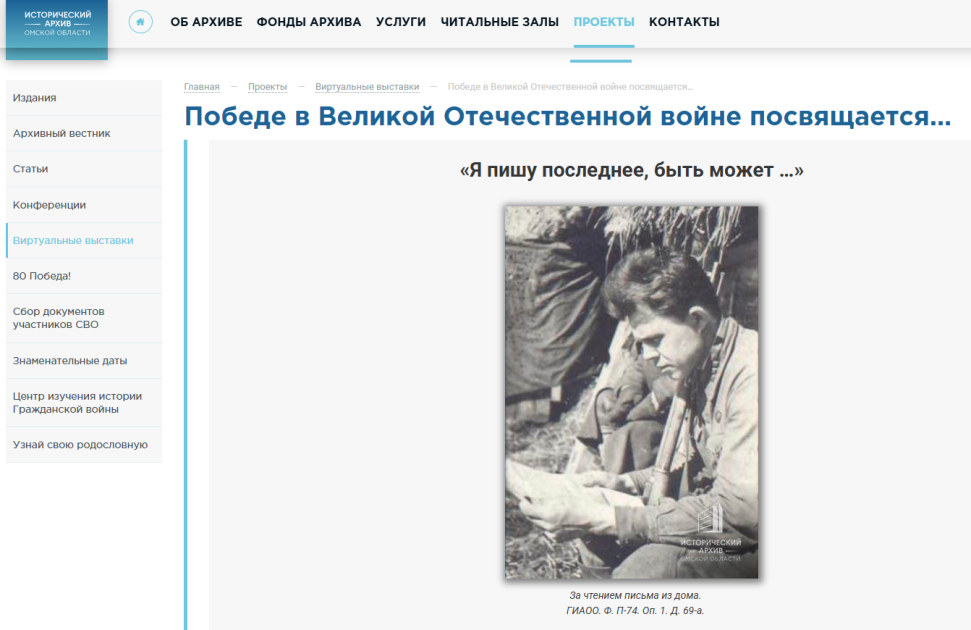 ИСТОРИЧЕСКИЙ
АРХИВ
ОМСКОЙ ОБЛАСТИ
ОБ АРХИВЕ ФОНДЫ АРХИВА УСЛУГИ ЧИТАЛЬНЫЕ ЗАЛЫ ПРОЕКТЫ КОНТАКТЫ
Издания
Архивный вестник
Статьи
Конференции
Виртуальные выставки
80 Победа!
Сбор документов
участников СВО
Знаменательные даты
Центр изучения истории
Гражданской войны
Узнай свою родословную
Главная — Проекты — Виртуальные выставки — Победе в Великой Отечественной войне посвящается...
Победе в Великой Отечественной войне посвящается...
«Я пишу последнее, быть может ...»
ИСТОРИЧЕСКИЙ
АРХИВ
ОМСКОЙ ОБЛАСТИ
За чтением письма из дома.
ГИАОО. Ф. П-74. Оп. 1. Д. 69-а.